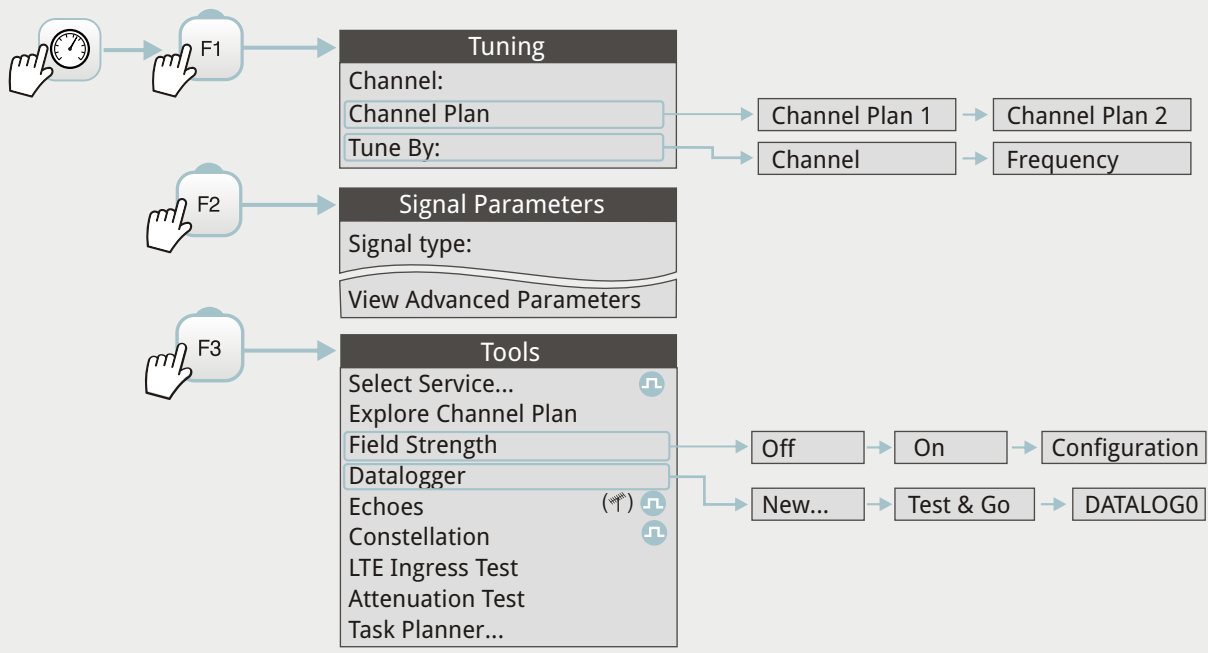 F1
Tuning
Channel:
Channel Plan
Channel Plan 1
Channel Plan 2
Tune By:
Channel
Frequency
F2
Signal Parameters
Signal type:
View Advanced Parameters
F3
Tools
Select Service...
Explore Channel Plan
Field Strength
Off
On
Configuration
Datalogger
New...
Test & Go
DATALOG0
Echoes
Constellation
LTE Ingress Test
Attenuation Test
Task Planner...